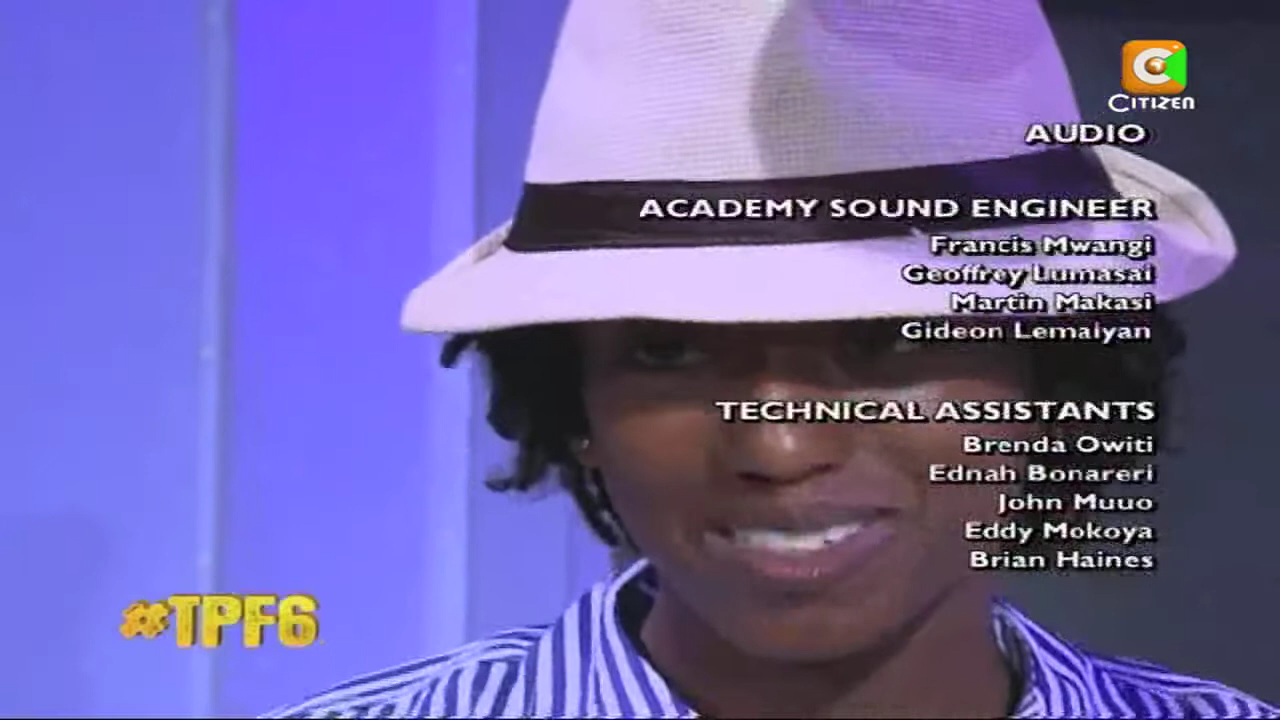 CITIZEN
AUDIO
ACADEMY SOUND ENGINEER
Francis Mwangi
Geoffrey Lumasai
Martin Makasi
Gideon Lemaiyan
TECHNICAL ASSISTANTS
Brenda Owiti
Ednah Bonareri
John Muuo
Eddy Mokoya
Brian Haines
#TPF6